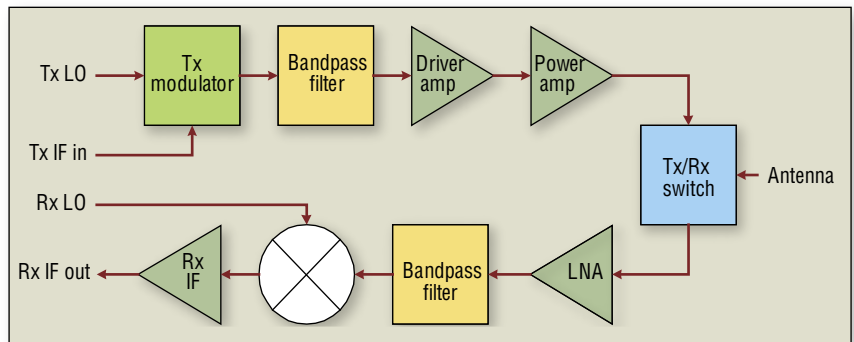 Tx LO
Tx
modulator
Bandpass
filter
Driver
amp
Power
amp
Tx IF in
Tx/Rx
switch
Antenna
Rx LO
Rx IF out
Rx
IF
Bandpass
filter
LNA